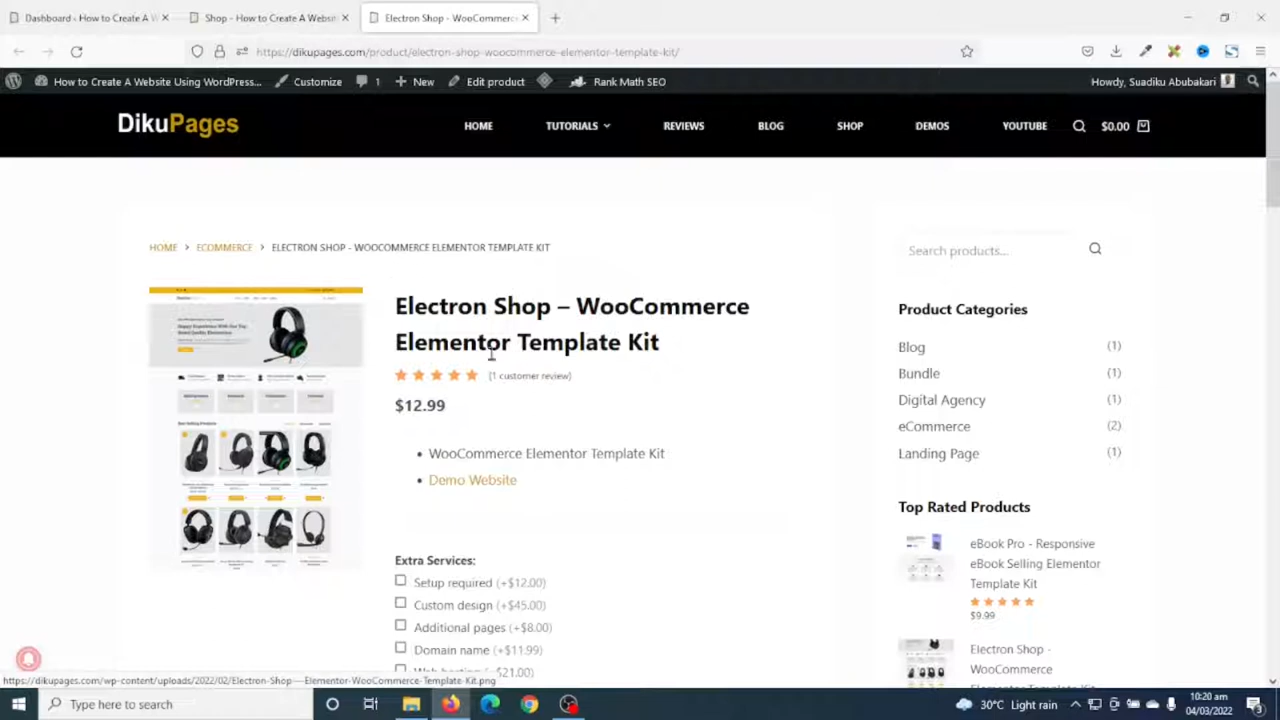 Dashboard - How to Create A W
Shop - How to Create A Websit
Electron Shop - WooCommerc
https://dikupages.com/product/electron-shop-woocommerce-elementor-template-kit/
How to Create A Website Using WordPress...
Customize
1
New
Edit product
Rank Math SEO
Howdy, Suadiku Abubakari
DikuPages
HOME
TUTORIALS
REVIEWS
BLOG
SHOP
DEMOS
YOUTUBE
$0.00
HOME > ECOMMERCE > ELECTRON SHOP - WOOCOMMERCE ELEMENTOR TEMPLATE KIT
Electron Shop – WooCommerce
Elementor Template Kit
(1 customer review)
$12.99
• WooCommerce Elementor Template Kit
• Demo Website
Extra Services:
Setup required (+$12.00)
Custom design (+$45.00)
Additional pages (+$8.00)
Domain name (+$11.99)
Search products...
Product Categories
Blog (1)
Bundle (1)
Digital Agency (1)
eCommerce (2)
Landing Page (1)
Top Rated Products
eBook Pro - Responsive
eBook Selling Elementor
Template Kit
$9.99
Electron Shop -
WooCommerce
https://dikupages.com/wp-content/uploads/2022/02/Electron-Shop-—-Elementor-WooCommerce-Template-Kit.png
Type here to search
30°C Light rain
10:20 am
04/03/2022
3